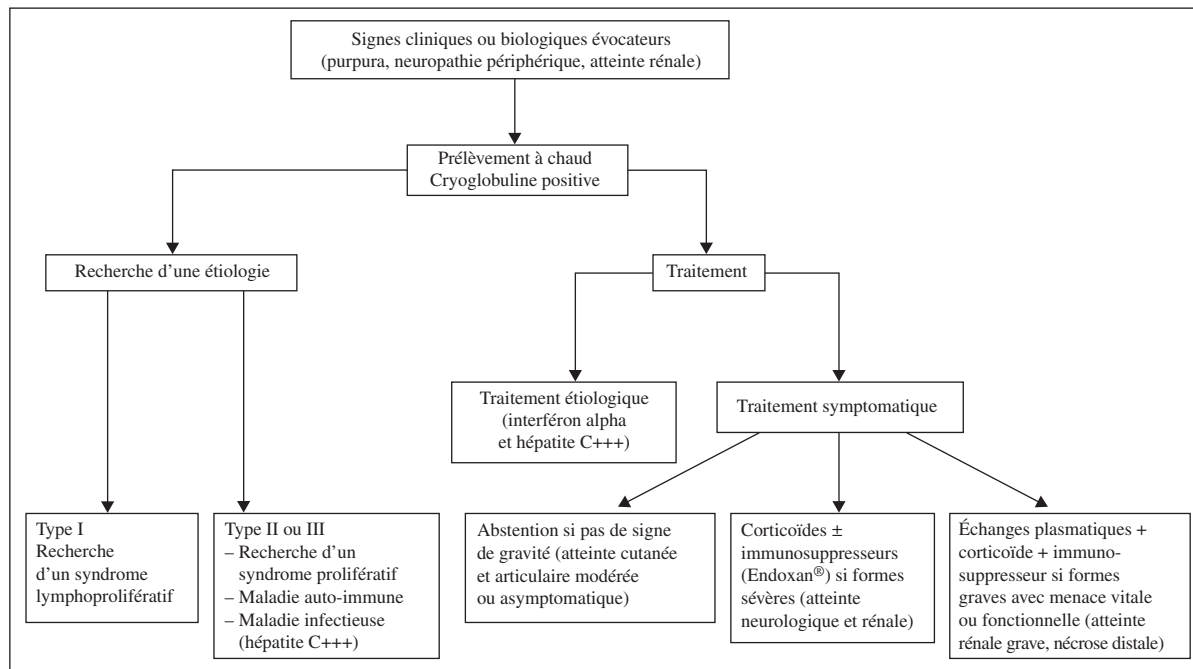 Signes cliniques ou biologiques évocateurs
(purpura, neuropathie périphérique, atteinte rénale)
Prélèvement à chaud
Cryoglobuline positive
Recherche d’une étiologie
Traitement
Traitement étiologique
(interféron alpha
et hépatite C+++)
Traitement symptomatique
Type I
Recherche
d’un syndrome
lymphoprolifératif
Type II ou III
– Recherche d’un
syndrome prolifératif
– Maladie auto-immune
– Maladie infectieuse
(hépatite C+++)
Abstention si pas de signe
de gravité (atteinte cutanée
et articulaire modérée
ou asymptomatique)
Corticoïdes ±
immunosuppresseurs
(Endoxan®) si formes
sévères (atteinte
neurologique et rénale)
Échanges plasmatiques +
corticoïde + immuno-
suppresseur si formes
graves avec menace vitale
ou fonctionnelle (atteinte
rénale grave, nécrose distale)